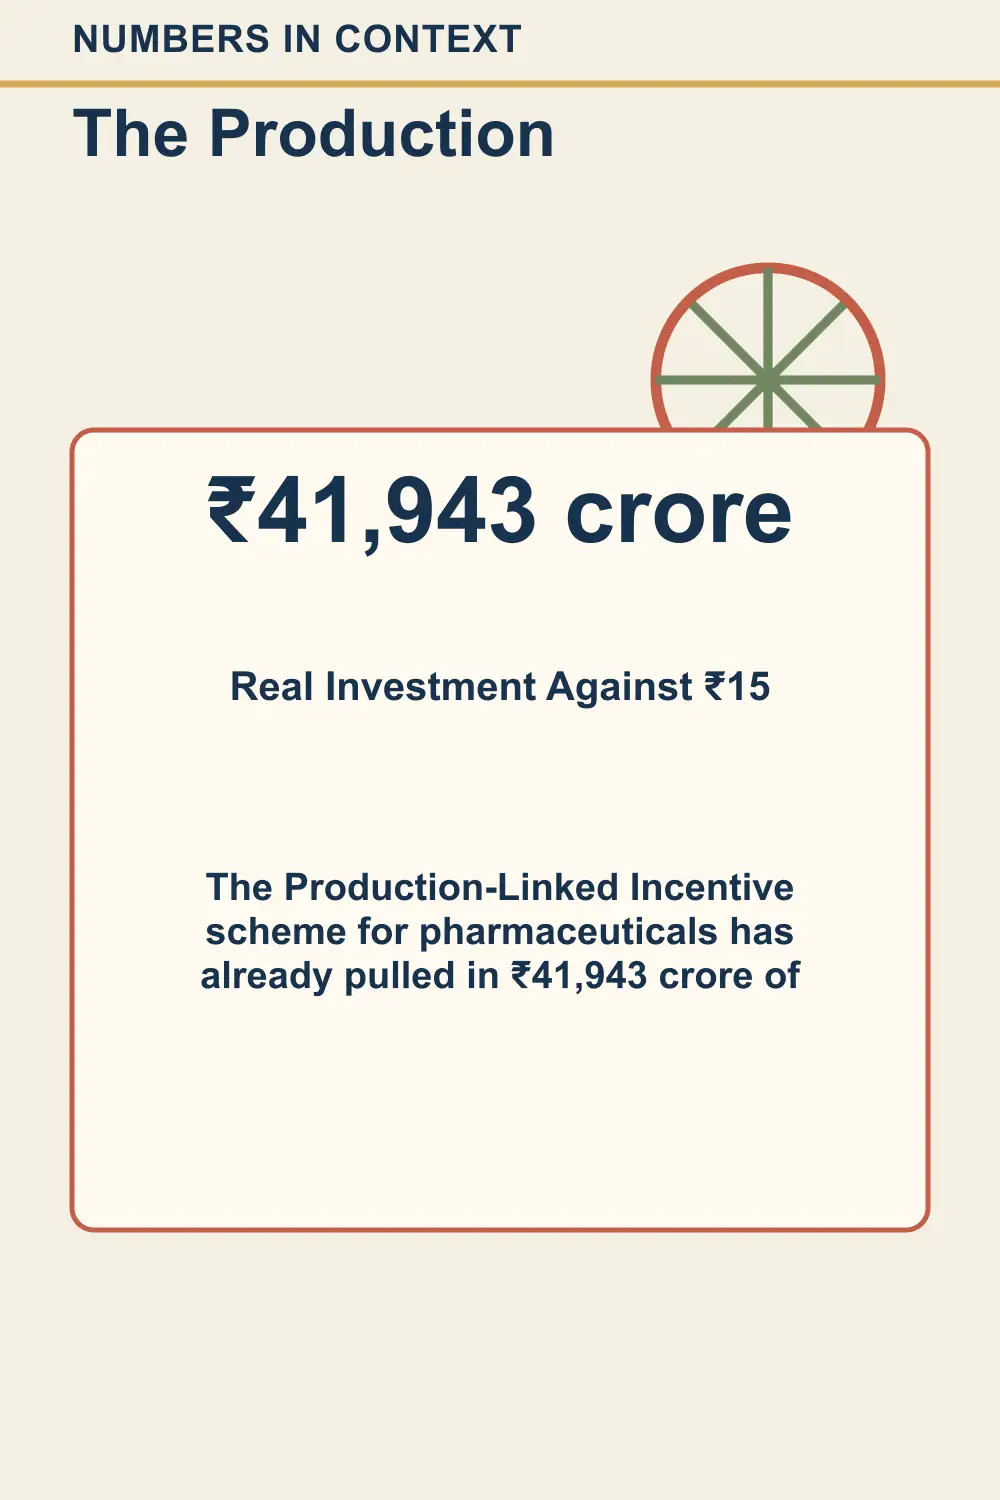 NUMBERS IN CONTEXT
The Production
₹41,943 crore
Real Investment Against ₹15
The Production-Linked Incentive
scheme for pharmaceuticals has
already pulled in ₹41,943 crore of